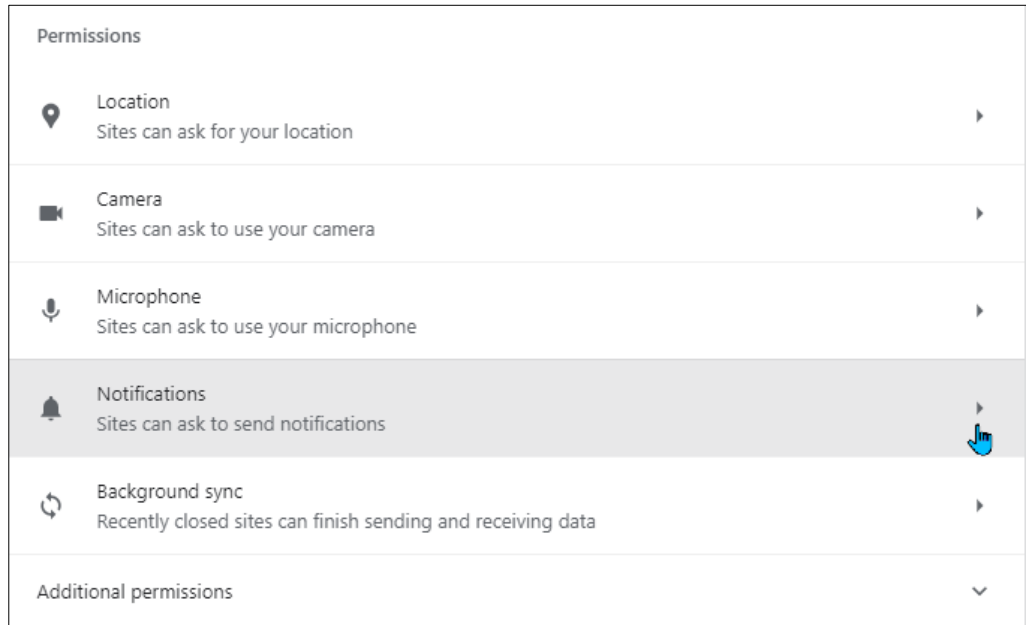 Permissions
Location
Sites can ask for your location
Camera
Sites can ask to use your camera
Microphone
Sites can ask to use your microphone
Notifications
Sites can ask to send notifications
Background sync
Recently closed sites can finish sending and receiving data
Additional permissions